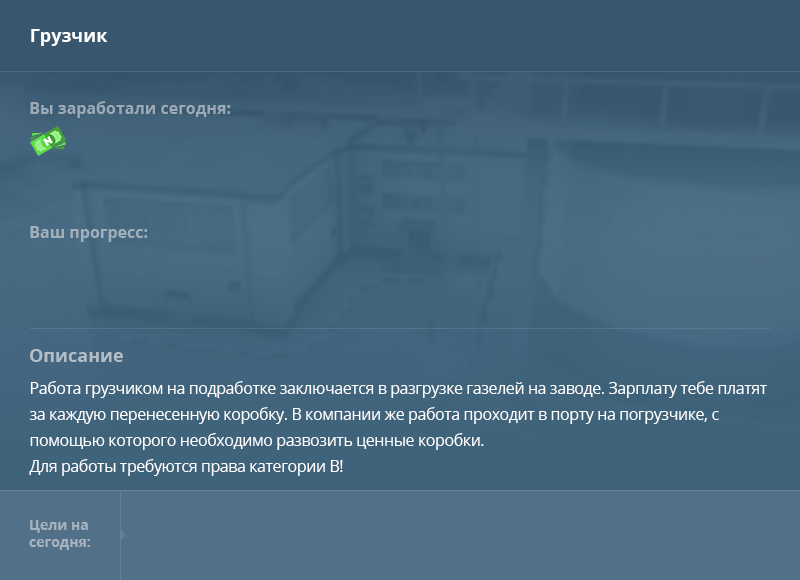 Грузчик
Вы заработали сегодня:
N
Ваш прогресс:
Описание
Работа грузчиком на подработке заключается в разгрузке газелей на заводе. Зарплату тебе платят
за каждую перенесенную коробку. В компании же работа проходит в порту на погрузчике, с
помощью которого необходимо развозить ценные коробки.
Для работы требуются права категории B!
Цели на
сегодня: